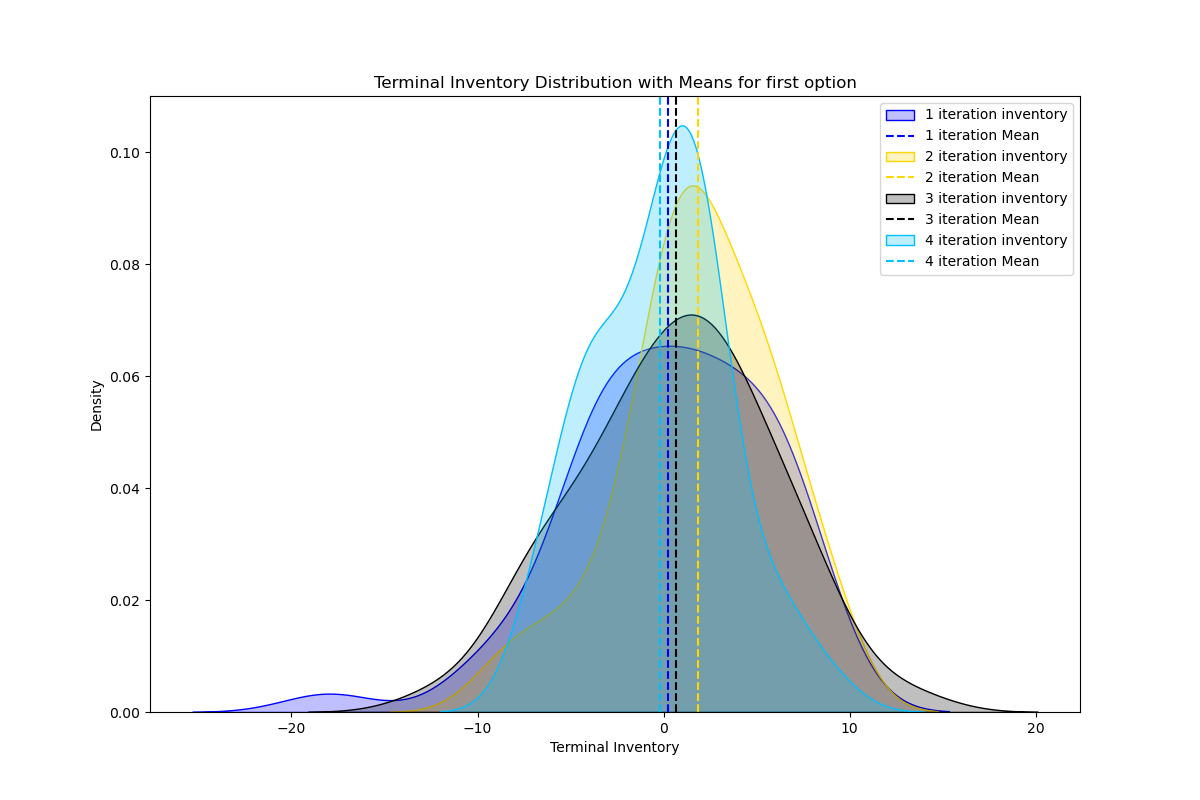 Terminal Inventory Distribution with Means for first option
1 iteration inventory
1 iteration Mean
2 iteration inventory
2 iteration Mean
3 iteration inventory
3 iteration Mean
4 iteration inventory
4 iteration Mean
0.10
0.08
0.06
0.04
0.02
0.00
Density
−20
−10
0
10
20
Terminal Inventory